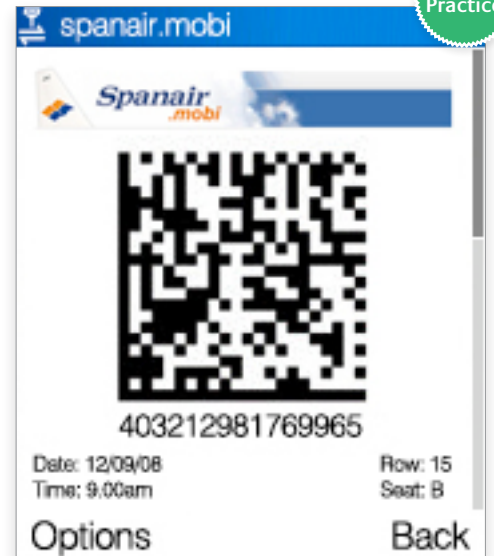 Practice
spanair.mobi
Spanair
.mobi
403212981769965
Date: 12/09/08 Row: 15
Time: 9.00am Seat: B
Options Back